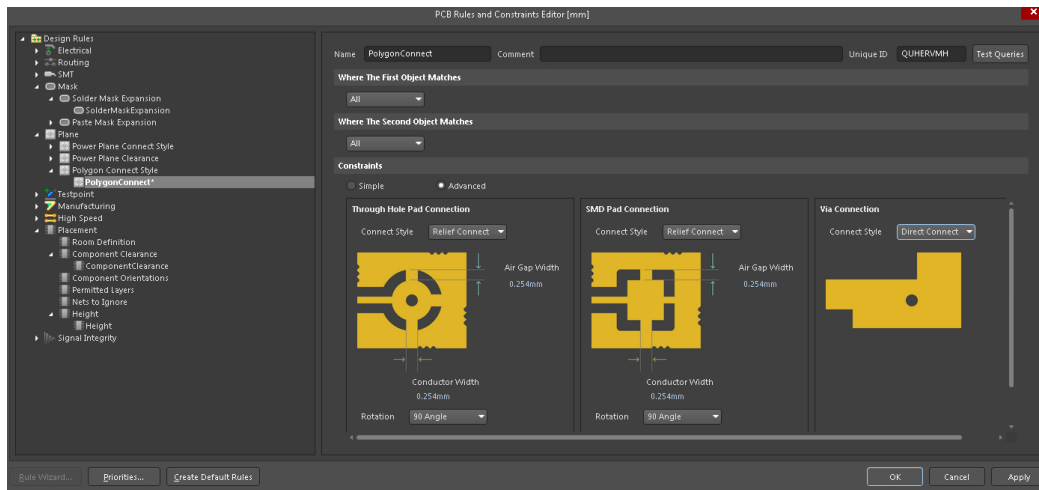 PCB Rules and Constraints Editor [mm]
Design Rules
Electrical
Routing
SMT
Mask
Solder Mask Expansion
SolderMaskExpansion
Paste Mask Expansion
Plane
Power Plane Connect Style
Power Plane Clearance
Polygon Connect Style
PolygonConnect*
Testpoint
Manufacturing
High Speed
Placement
Room Definition
Component Clearance
ComponentClearance
Component Orientations
Permitted Layers
Nets to Ignore
Height
Height
Signal Integrity
Name PolygonConnect Comment Unique ID QUHERVMH Test Queries
Where The First Object Matches
All
Where The Second Object Matches
All
Constraints
Simple Advanced
Through Hole Pad Connection
Connect Style Relief Connect
Air Gap Width
0.254mm
Conductor Width
0.254mm
Rotation 90 Angle
SMD Pad Connection
Connect Style Relief Connect
Air Gap Width
0.254mm
Conductor Width
0.254mm
Rotation 90 Angle
Via Connection
Connect Style Direct Connect
Rule Wizard... Priorities... Create Default Rules OK Cancel Apply